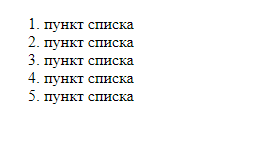 1. пункт списка
2. пункт списка
3. пункт списка
4. пункт списка
5. пункт списка